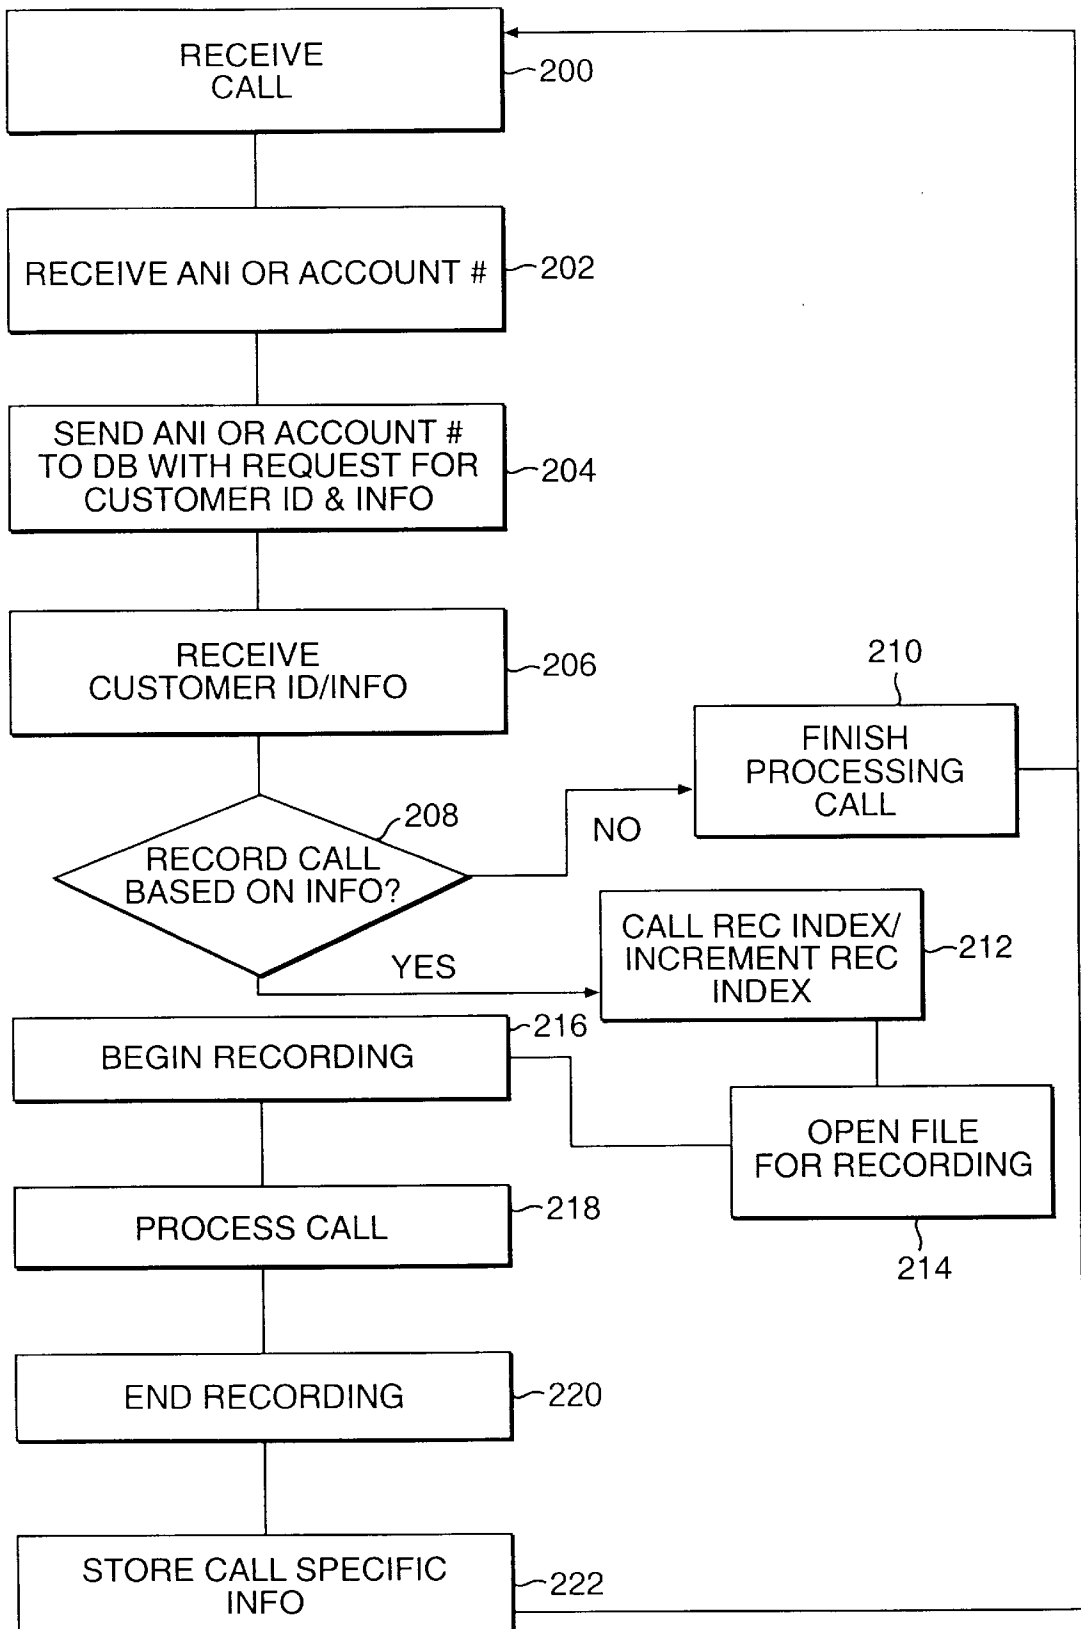 RECEIVE
CALL
200
RECEIVE ANI OR ACCOUNT #
202
SEND ANI OR ACCOUNT #
TO DB WITH REQUEST FOR
CUSTOMER ID & INFO
204
RECEIVE
CUSTOMER ID/INFO
206
210
FINISH
PROCESSING
CALL
208
RECORD CALL
BASED ON INFO?
NO
YES
CALL REC INDEX/
INCREMENT REC
INDEX
212
216
BEGIN RECORDING
OPEN FILE
FOR RECORDING
214
PROCESS CALL
218
END RECORDING
220
STORE CALL SPECIFIC
INFO
222